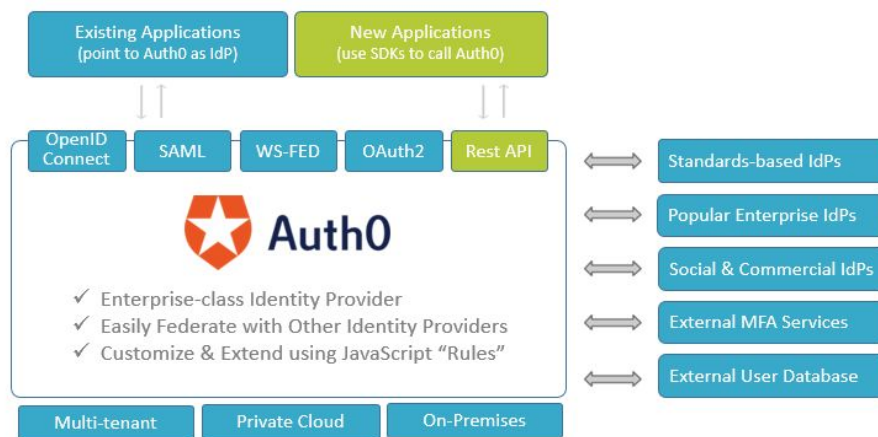 Existing Applications
(point to Auth0 as IdP)
New Applications
(use SDKs to call Auth0)
OpenID
Connect
SAML
WS-FED
OAuth2
Rest API
Auth0
✓ Enterprise-class Identity Provider
✓ Easily Federate with Other Identity Providers
✓ Customize & Extend using JavaScript “Rules”
Multi-tenant
Private Cloud
On-Premises
Standards-based IdPs
Popular Enterprise IdPs
Social & Commercial IdPs
External MFA Services
External User Database